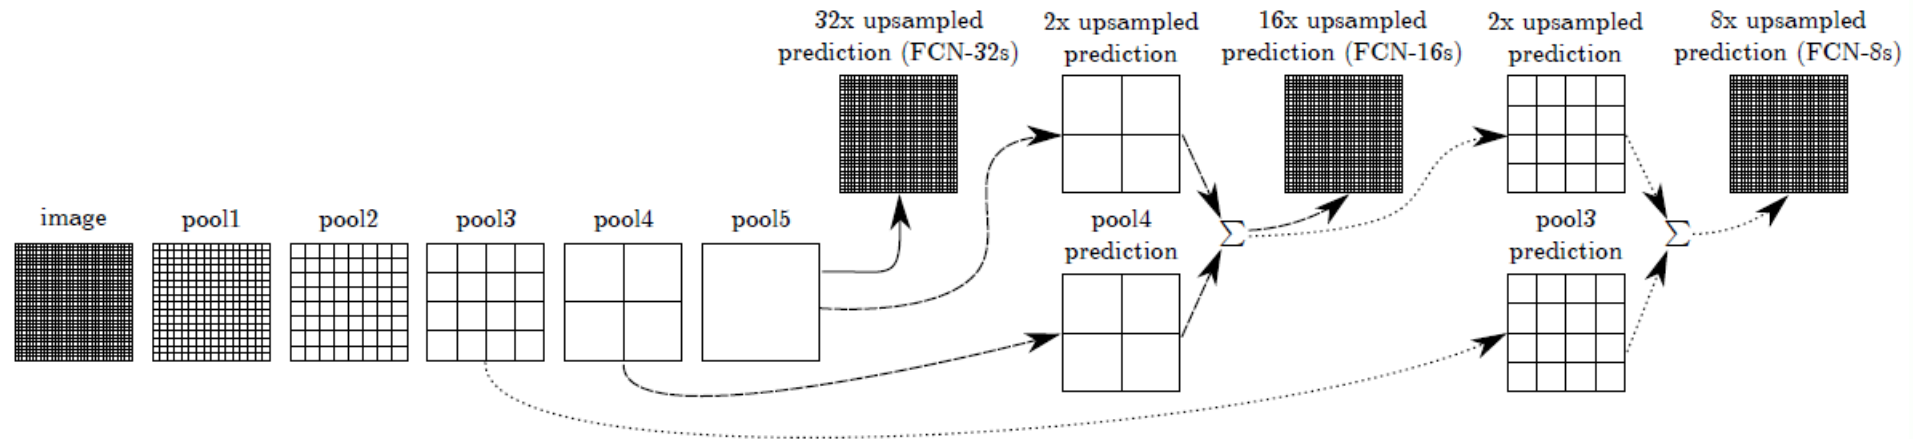 32x upsampled
prediction (FCN-32s)
2x upsampled
prediction
16x upsampled
prediction (FCN-16s)
2x upsampled
prediction
8x upsampled
prediction (FCN-8s)
image
pool1
pool2
pool3
pool4
pool5
pool4
prediction
Σ
pool3
prediction
Σ